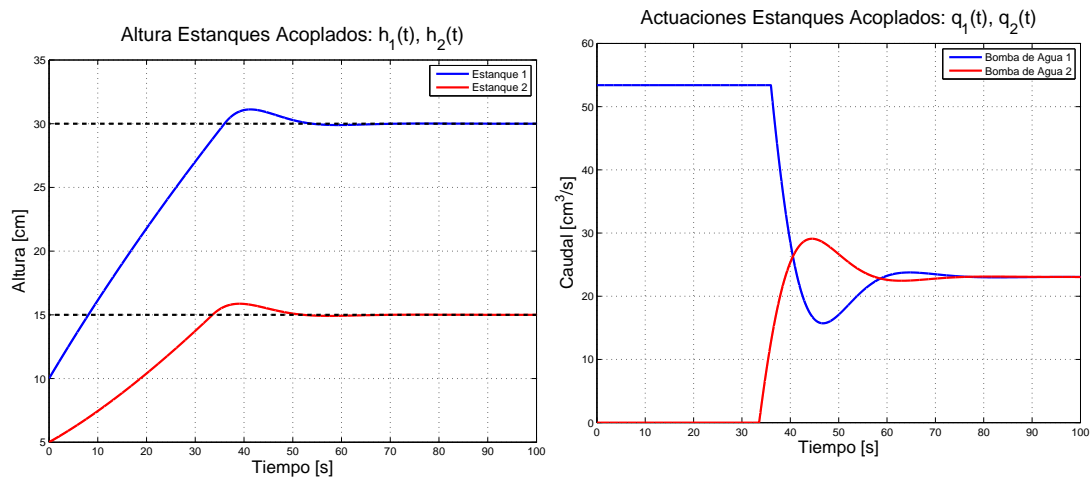 Altura Estanques Acoplados: h1(t), h2(t)
35
30
25
20
15
10
5
Altura [cm]
Estanque 1
Estanque 2
0 10 20 30 40 50 60 70 80 90 100
Tiempo [s]
Actuaciones Estanques Acoplados: q1(t), q2(t)
60
50
40
30
20
10
0
Caudal [cm3/s]
Bomba de Agua 1
Bomba de Agua 2
0 10 20 30 40 50 60 70 80 90 100
Tiempo [s]